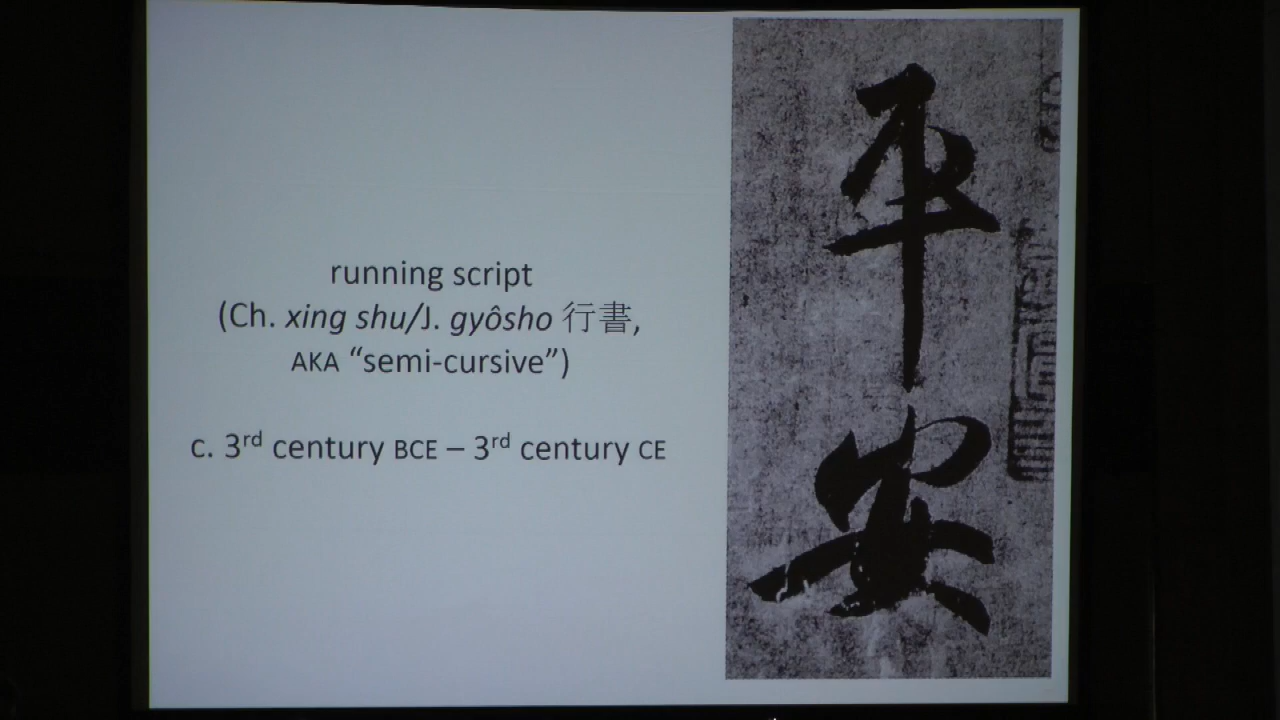 running script
(Ch. xing shu/J. gyôsho 行書,
AKA “semi-cursive”)
c. 3rd century BCE – 3rd century CE
平安